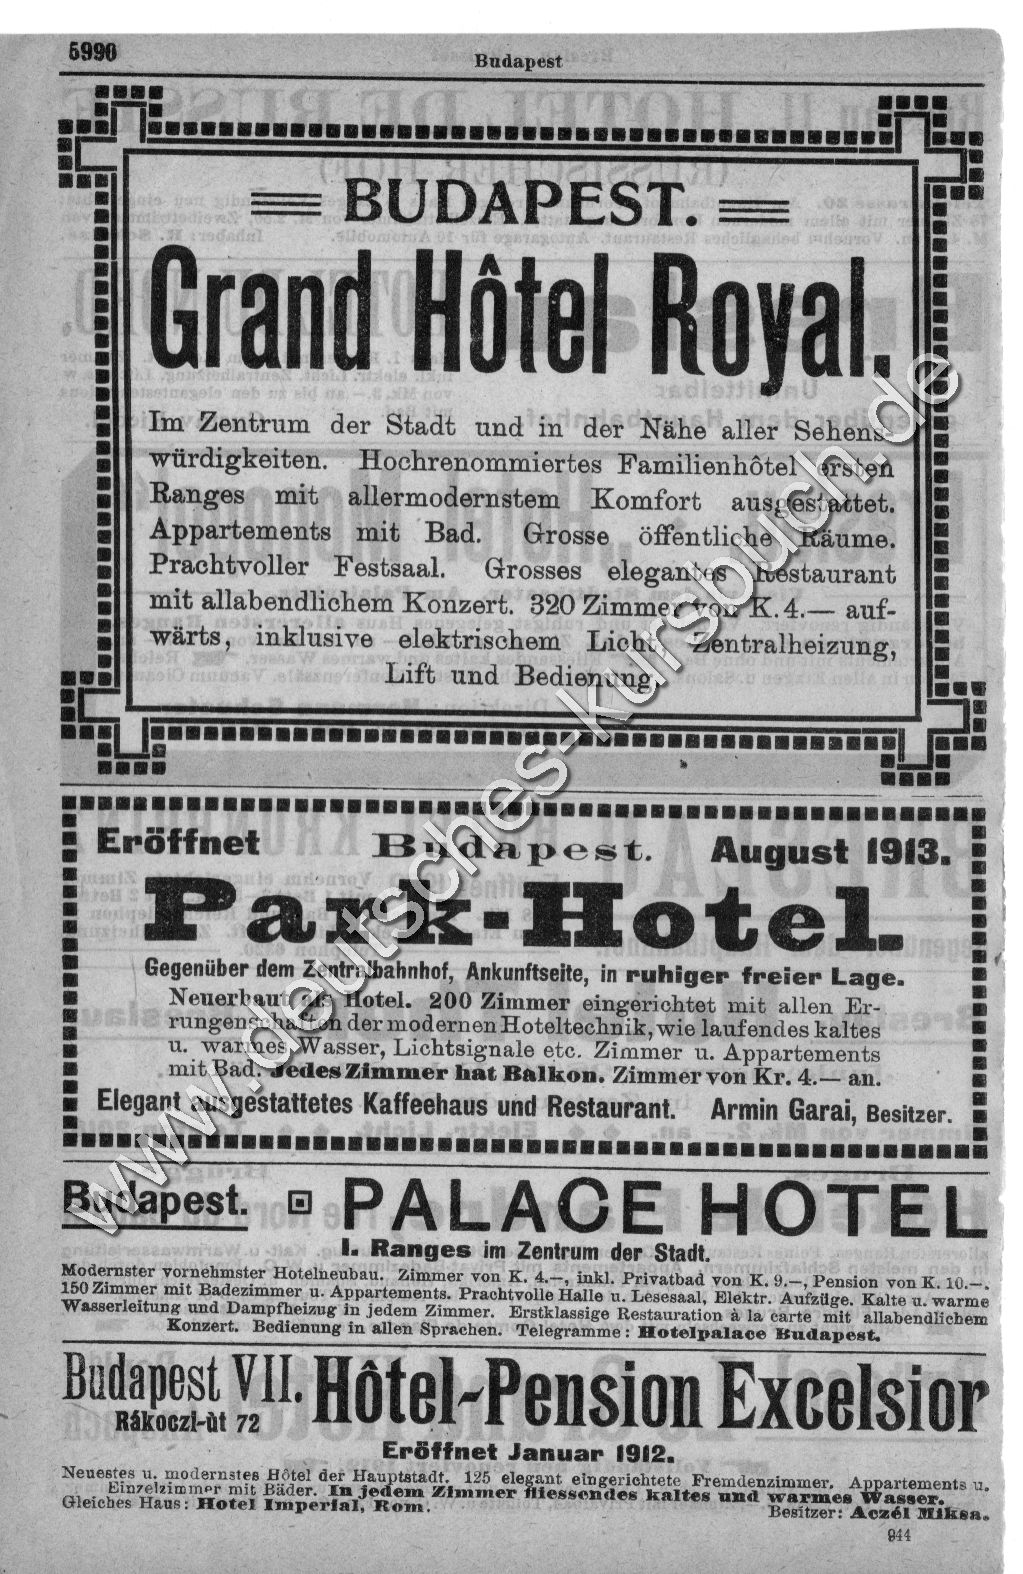 5990
Budapest
BUDAPEST.
Grand Hôtel Royal.
Im Zentrum der Stadt und in der Nähe aller Sehens-
würdigkeiten. Hochrenommiertes Familienhôtel ersten
Ranges mit allermodernstem Komfort ausgestattet.
Appartements mit Bad. Grosse öffentliche Räume.
Prachtvoller Festsaal. Grosses elegantes Restaurant
mit allabendlichem Konzert. 320 Zimmer von K. 4.— auf-
wärts, inklusive elektrischem Licht, Zentralheizung,
Lift und Bedienung.
Eröffnet Budapest. August 1913.
Park-Hotel.
Gegenüber dem Zentralbahnhof, Ankunftseite, in ruhiger freier Lage.
Neuerbaut als Hotel. 200 Zimmer eingerichtet mit allen Er-
rungenschaften der modernen Hoteltechnik, wie laufendes kaltes
u. warmes Wasser, Lichtsignale etc. Zimmer u. Appartements
mit Bad. Jedes Zimmer hat Balkon. Zimmer von Kr. 4.— an.
Elegant ausgestattetes Kaffeehaus und Restaurant. Armin Garai, Besitzer.
Budapest. PALACE HOTEL
I. Ranges im Zentrum der Stadt.
Modernster vornehmster Hotelneubau. Zimmer von K. 4.—, inkl. Privatbad von K. 9.—, Pension von K. 10.—.
150 Zimmer mit Badezimmer u. Appartements. Prachtvolle Halle u. Lesesaal, Elektr. Aufzüge. Kalte u. warme
Wasserleitung und Dampfheizug in jedem Zimmer. Erstklassige Restauration à la carte mit allabendlichem
Konzert. Bedienung in allen Sprachen. Telegramme: Hotelpalace Budapest.
Budapest VII. Hôtel-Pension Excelsior
Rákoczi-ùt 72
Eröffnet Januar 1912.
Neuestes u. modernstes Hôtel der Hauptstadt. 125 elegant eingerichtete Fremdenzimmer. Appartements u.
Einzelzimmer mit Bäder. In jedem Zimmer fliessendes kaltes und warmes Wasser.
Gleiches Haus: Hotel Imperial, Rom. Besitzer: Aczél Miksa.
944
www.deutsches-kursbuch.de